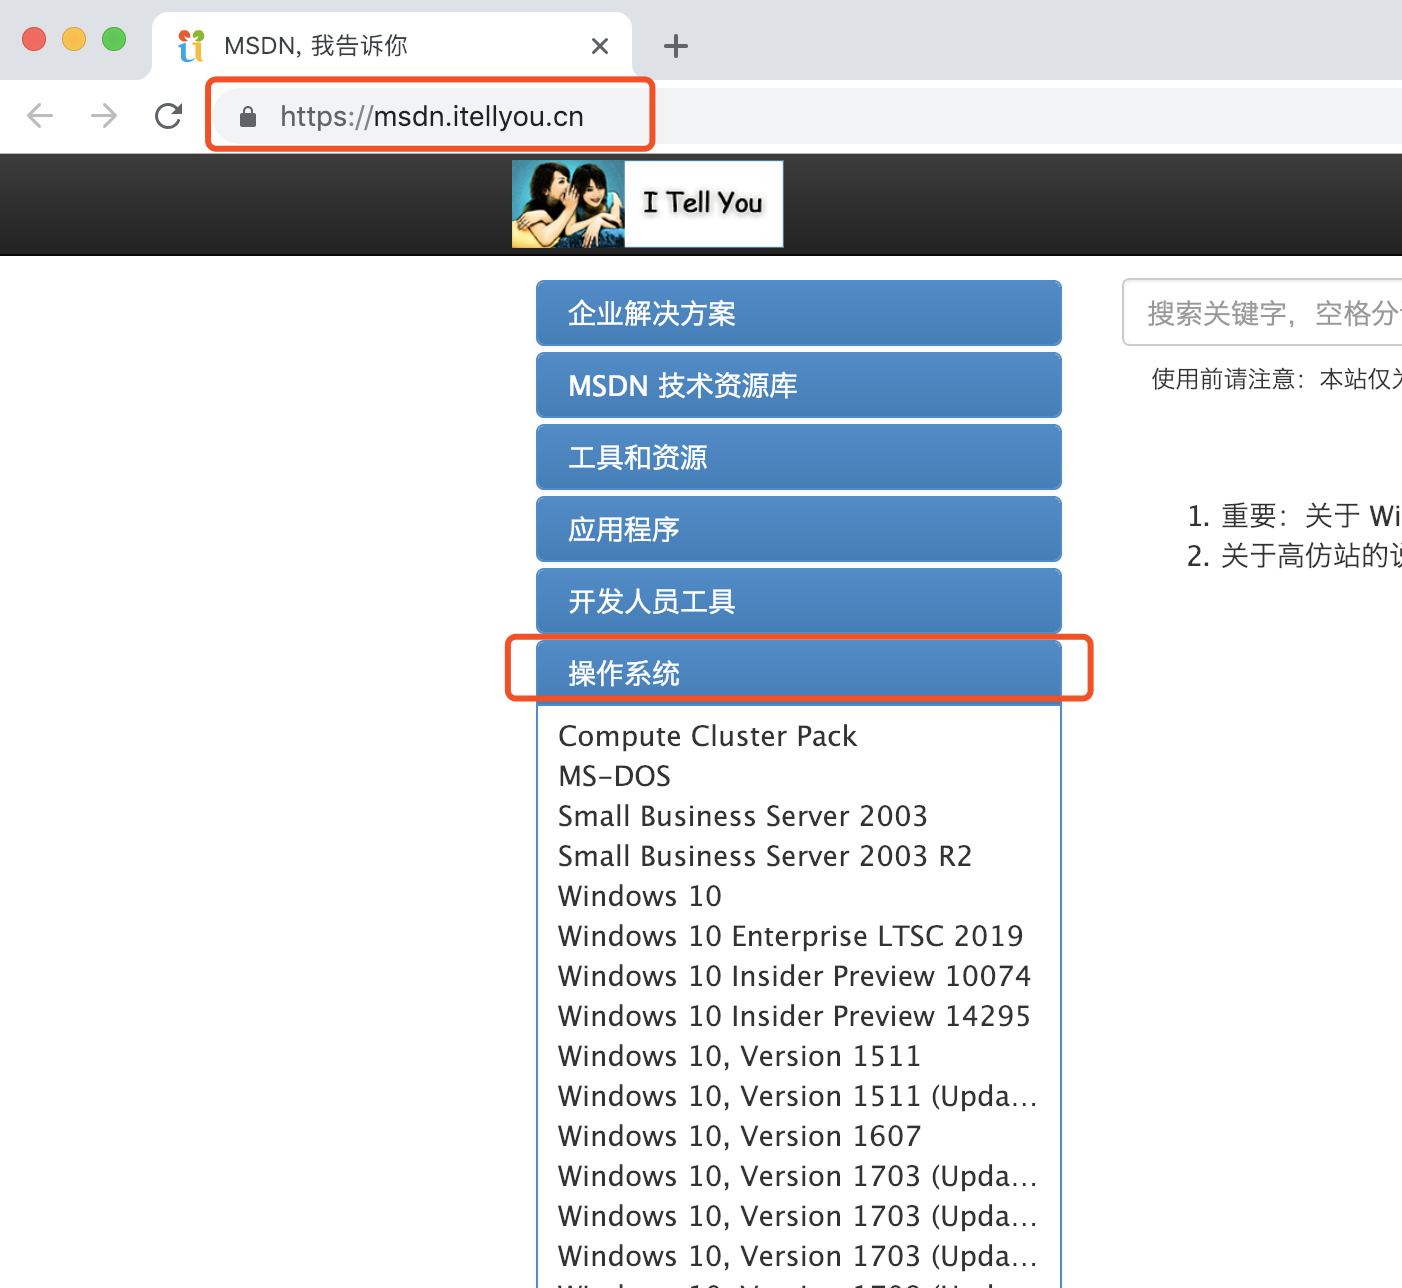 MSDN, 我告诉你
https://msdn.itellyou.cn
I Tell You
企业解决方案
MSDN 技术资源库
工具和资源
应用程序
开发人员工具
操作系统
Compute Cluster Pack
MS-DOS
Small Business Server 2003
Small Business Server 2003 R2
Windows 10
Windows 10 Enterprise LTSC 2019
Windows 10 Insider Preview 10074
Windows 10 Insider Preview 14295
Windows 10, Version 1511
Windows 10, Version 1511 (Upda...
Windows 10, Version 1607
Windows 10, Version 1703 (Upda...
Windows 10, Version 1703 (Upda...
Windows 10, Version 1703 (Upda...
搜索关键字，空格分
使用前请注意：本站仅
1. 重要：关于 Wi
2. 关于高仿站的